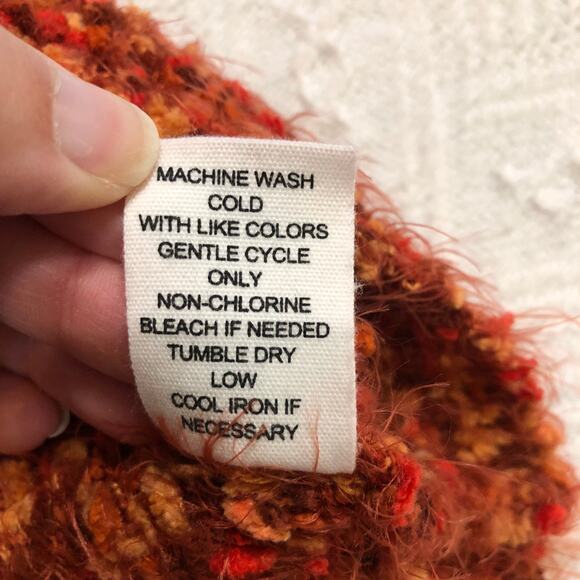 MACHINE WASH
COLD
WITH LIKE COLORS
GENTLE CYCLE
ONLY
NON-CHLORINE
BLEACH IF NEEDED
TUMBLE DRY
LOW
COOL IRON IF
NECESSARY